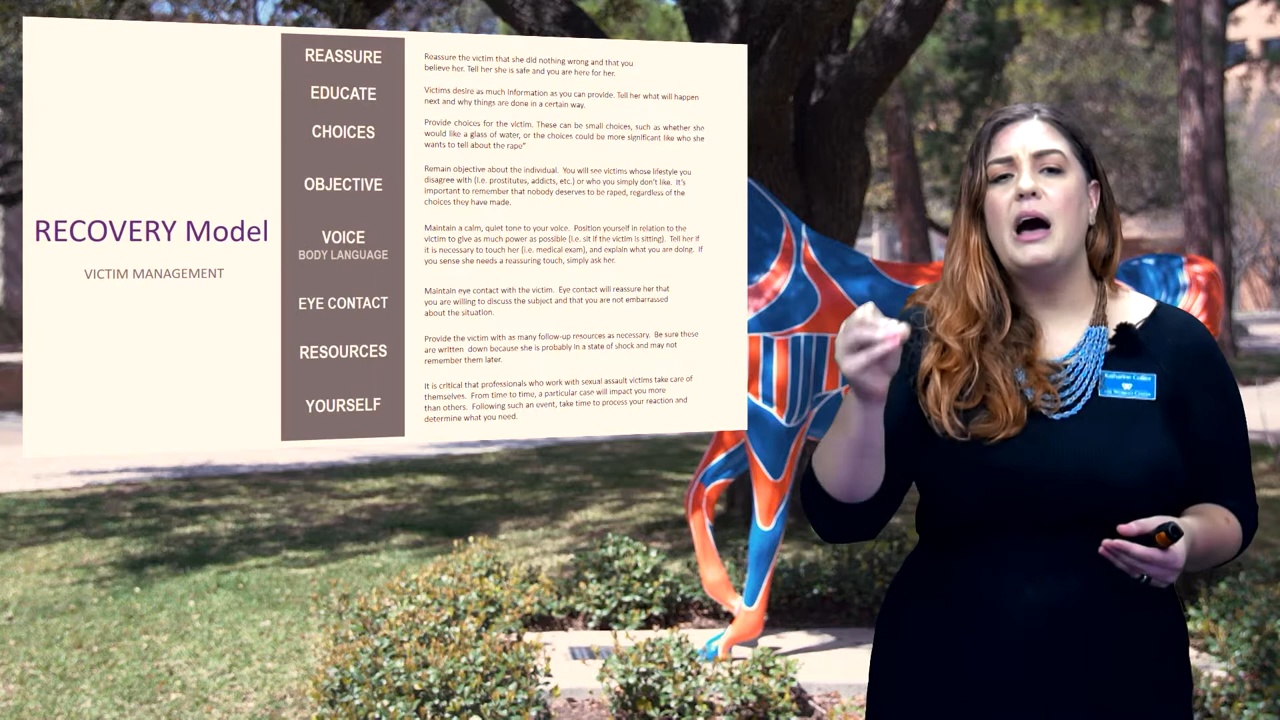 RECOVERY Model
VICTIM MANAGEMENT
REASSURE
Reassure the victim that she did nothing wrong and that you
believe her. Tell her she is safe and you are here for her.
EDUCATE
Victims desire as much information as you can provide. Tell her what will happen
next and why things are done in a certain way.
CHOICES
Provide choices for the victim. These can be small choices, such as whether she
would like a glass of water, or the choices could be more significant like who she
wants to tell about the rape"
OBJECTIVE
Remain objective about the individual. You will see victims whose lifestyle you
disagree with (i.e. prostitutes, addicts, etc.) or who you simply don't like. It's
important to remember that nobody deserves to be raped, regardless of the
choices they have made.
VOICE
BODY LANGUAGE
Maintain a calm, quiet tone to your voice. Position yourself in relation to the
victim to give as much power as possible (i.e. sit if the victim is sitting). Tell her if
it is necessary to touch her (i.e. medical exam), and explain what you are doing. If
you sense she needs a reassuring touch, simply ask her.
EYE CONTACT
Maintain eye contact with the victim. Eye contact will reassure her that
you are willing to discuss the subject and that you are not embarrassed
about the situation.
RESOURCES
Provide the victim with as many follow-up resources as necessary. Be sure these
are written down because she is probably in a state of shock and may not
remember them later.
YOURSELF
It is critical that professionals who work with sexual assault victims take care of
themselves. From time to time, a particular case will impact you more
than others. Following such an event, take time to process your reaction and
determine what you need.